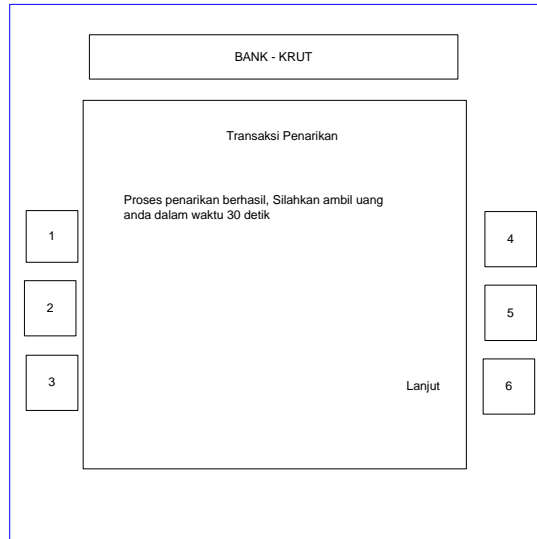 BANK - KRUT
Transaksi Penarikan
Proses penarikan berhasil, Silahkan ambil uang
anda dalam waktu 30 detik
1
4
2
5
3
Lanjut
6